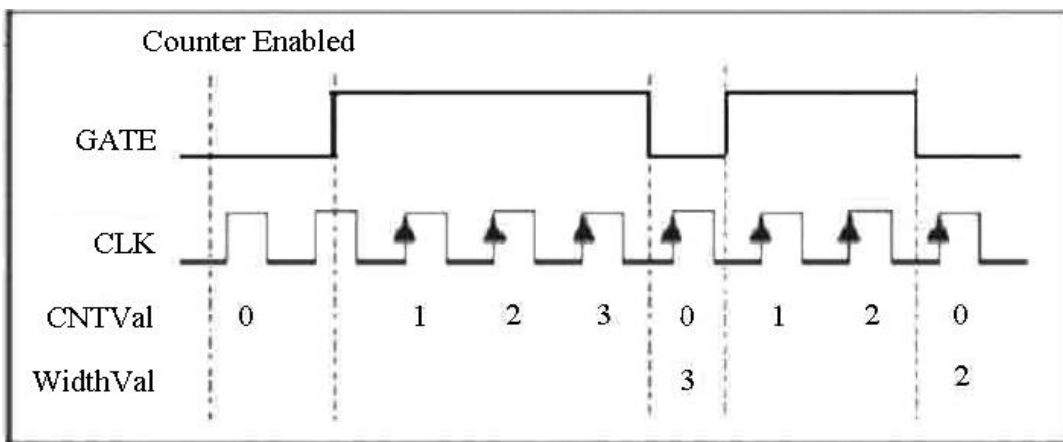 Counter Enabled
GATE
CLK
CNTVal 0 1 2 3 0 1 2 0
WidthVal 3 2